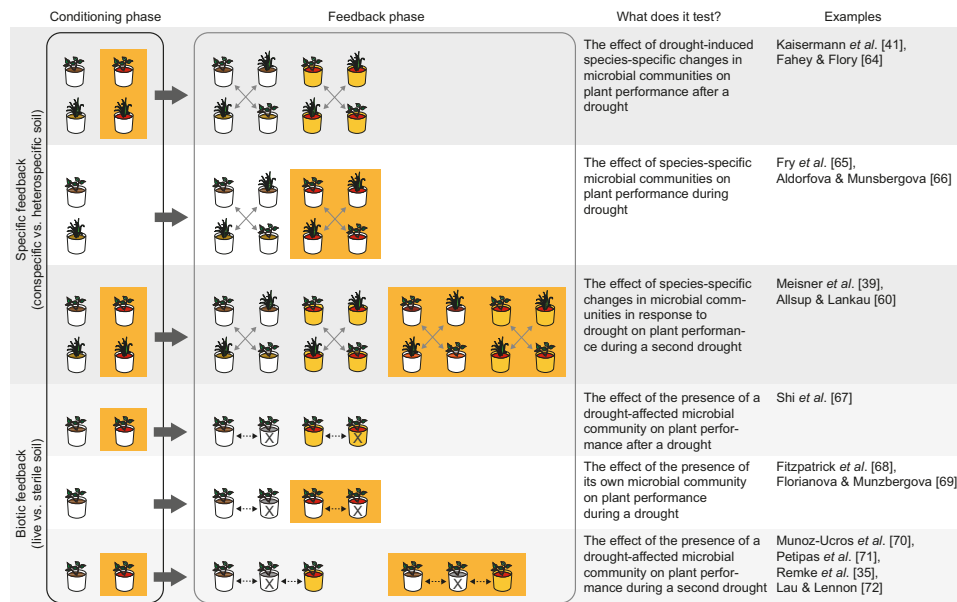 Conditioning phase
Feedback phase
What does it test?
Examples
Specific feedback
(conspecific vs. heterospecific soil)
The effect of drought-induced
species-specific changes in
microbial communities on
plant performance after a
drought
Kaisermann et al. [41],
Fahey & Flory [64]
The effect of species-specific
microbial communities on
plant performance during
drought
Fry et al. [65],
Aldorfova & Munsbergova [66]
The effect of species-specific
changes in microbial commu-
nities in response to
drought on plant performan-
ce during a second drought
Meisner et al. [39],
Allsup & Lankau [60]
Biotic feedback
(live vs. sterile soil)
X
X
The effect of the presence of a
drought-affected microbial
community on plant perfor-
mance after a drought
Shi et al. [67]
X
X
The effect of the presence of
its own microbial community
on plant performance
during a drought
Fitzpatrick et al. [68],
Florianova & Munzbergova [69]
X
X
The effect of the presence of a
drought-affected microbial
community on plant perfor-
mance during a second drought
Munoz-Ucros et al. [70],
Petipas et al. [71],
Remke et al. [35],
Lau & Lennon [72]